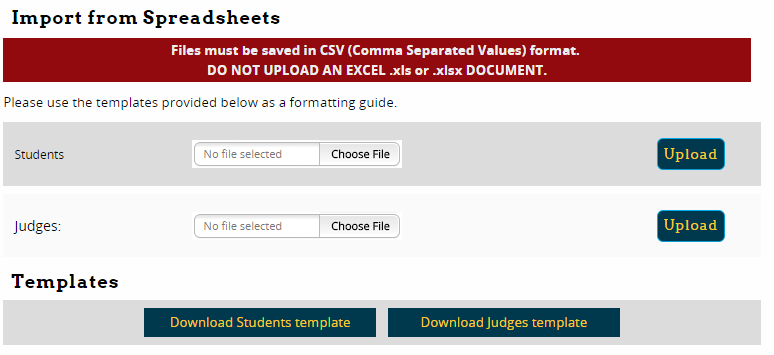 Import from Spreadsheets
Files must be saved in CSV (Comma Separated Values) format.
DO NOT UPLOAD AN EXCEL .xls or .xlsx DOCUMENT.
Please use the templates provided below as a formatting guide.
Students No file selected Choose File Upload
Judges: No file selected Choose File Upload
Templates
Download Students template Download Judges template